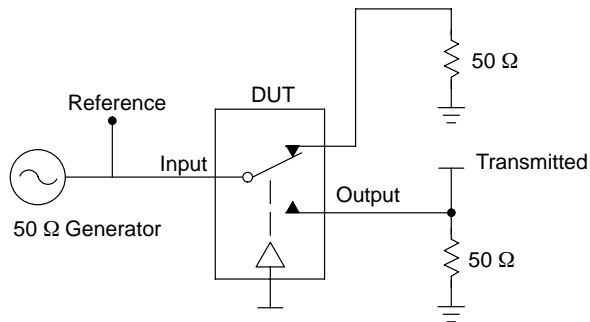 50 Ω
DUT
Reference
Input
Transmitted
Output
50 Ω Generator
50 Ω